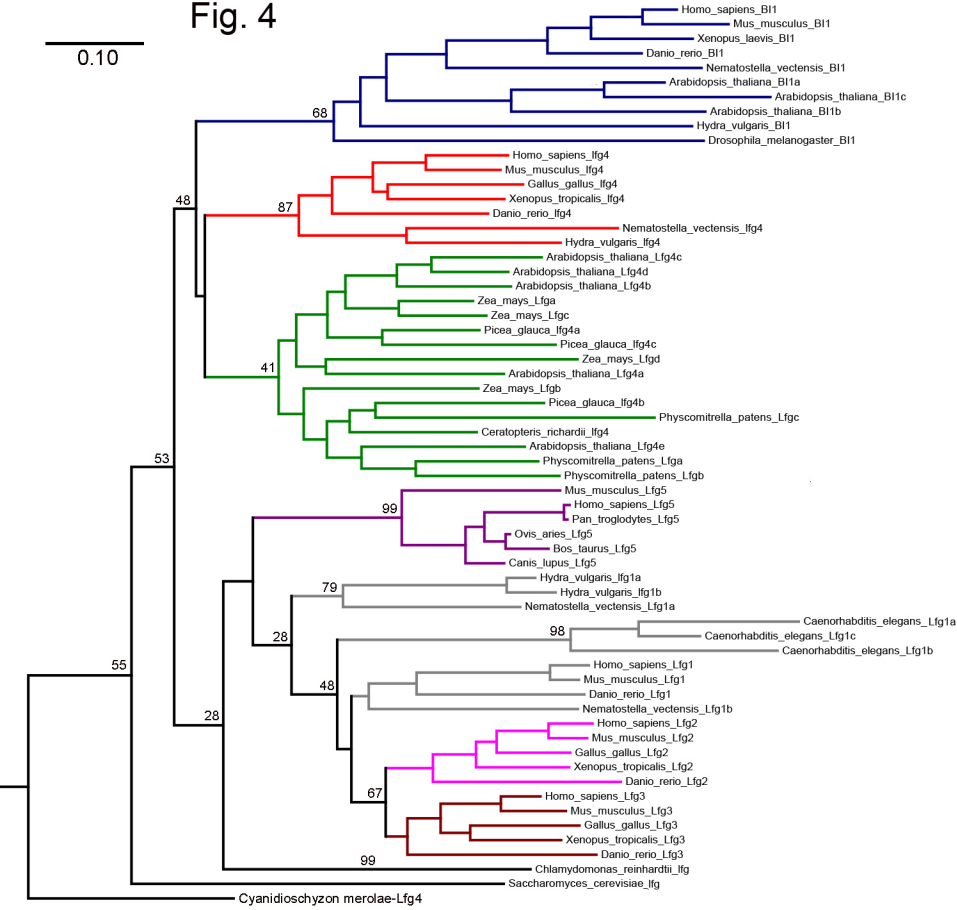 Fig. 4
0.10
Homo_sapiens_BI1
Mus_musculus_BI1
Xenopus_laevis_BI1
Danio_rerio_BI1
Nematostella_vectensis_BI1
Arabidopsis_thaliana_BI1a
Arabidopsis_thaliana_BI1c
Arabidopsis_thaliana_BI1b
68
Hydra_vulgaris_BI1
Drosophila_melanogaster_BI1
Homo_sapiens_lfg4
Mus_musculus_lfg4
Gallus_gallus_lfg4
Xenopus_tropicalis_lfg4
48
87
Danio_rerio_lfg4
Nematostella_vectensis_lfg4
Hydra_vulgaris_lfg4
Arabidopsis_thaliana_Lfg4c
Arabidopsis_thaliana_Lfg4d
Arabidopsis_thaliana_Lfg4b
Zea_mays_Lfga
Zea_mays_Lfgc
Picea_glauca_lfg4a
Picea_glauca_lfg4c
Zea_mays_Lfgd
41
Arabidopsis_thaliana_Lfg4a
Zea_mays_Lfgb
Picea_glauca_lfg4b
Physcomitrella_patens_Lfgc
Ceratopteris_richardii_lfg4
Arabidopsis_thaliana_Lfg4e
53
Physcomitrella_patens_Lfga
Physcomitrella_patens_Lfgb
Mus_musculus_Lfg5
99
Homo_sapiens_Lfg5
Pan_troglodytes_Lfg5
Ovis_aries_Lfg5
Bos_taurus_Lfg5
Canis_lupus_Lfg5
Hydra_vulgaris_lfg1a
79
Hydra_vulgaris_lfg1b
Nematostella_vectensis_Lfg1a
Caenorhabditis_elegans_Lfg1a
28
98
Caenorhabditis_elegans_Lfg1c
Caenorhabditis_elegans_Lfg1b
55
Homo_sapiens_Lfg1
Mus_musculus_Lfg1
48
Danio_rerio_Lfg1
Nematostella_vectensis_Lfg1b
28
Homo_sapiens_Lfg2
Mus_musculus_Lfg2
Gallus_gallus_Lfg2
Xenopus_tropicalis_Lfg2
Danio_rerio_Lfg2
67
Homo_sapiens_Lfg3
Mus_musculus_Lfg3
Gallus_gallus_Lfg3
Xenopus_tropicalis_Lfg3
Danio_rerio_Lfg3
99
Chlamydomonas_reinhardtii_lfg
Saccharomyces_cerevisiae_lfg
Cyanidioschyzon merolae-Lfg4